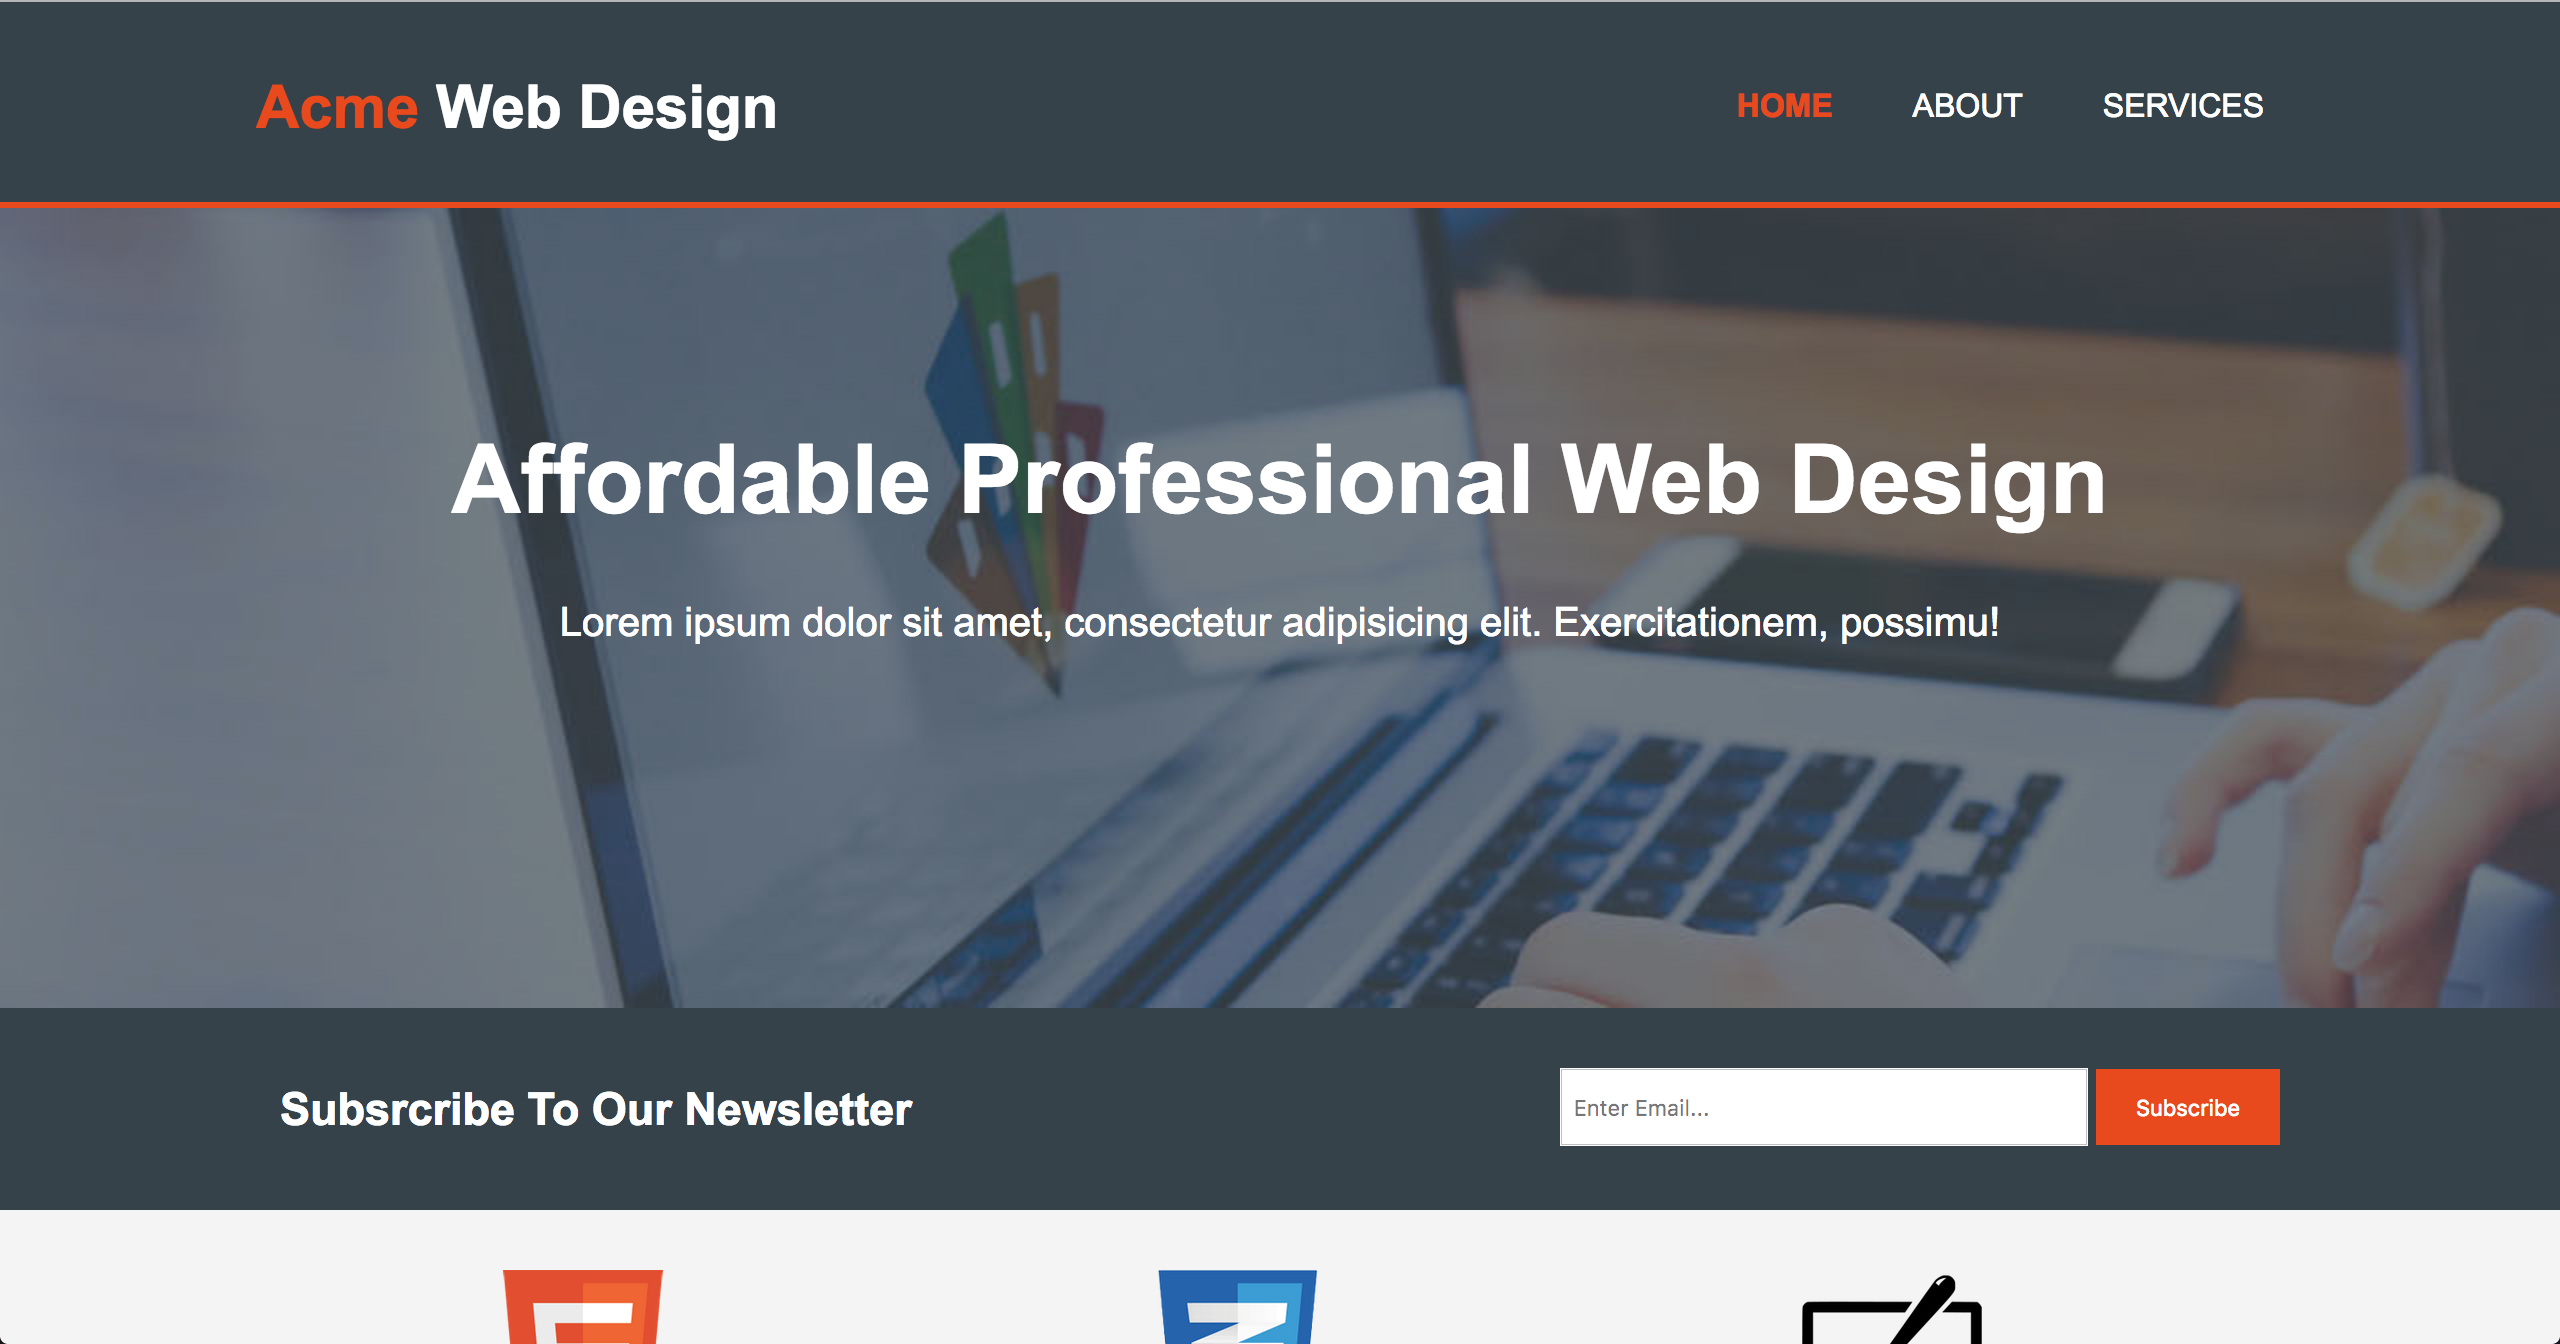 Acme Web Design
HOME ABOUT SERVICES
Affordable Professional Web Design
Lorem ipsum dolor sit amet, consectetur adipisicing elit. Exercitationem, possimu!
Subsrcribe To Our Newsletter
Enter Email...
Subscribe